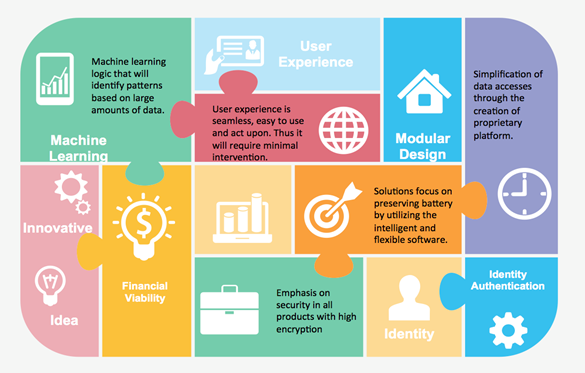 Machine learning
logic that will
identify patterns
based on large
amounts of data.
Machine
Learning
User
Experience
User experience is
seamless, easy to use
and act upon. Thus it
will require minimal
intervention.
Modular
Design
Simplification of
data accesses
through the
creation of
proprietary
platform.
Innovative
Idea
$
Financial
Viability
Solutions focus on
preserving battery
by utilizing the
intelligent and
flexible software.
Emphasis on
security in all
products with high
encryption
Identity
Identity
Authentication